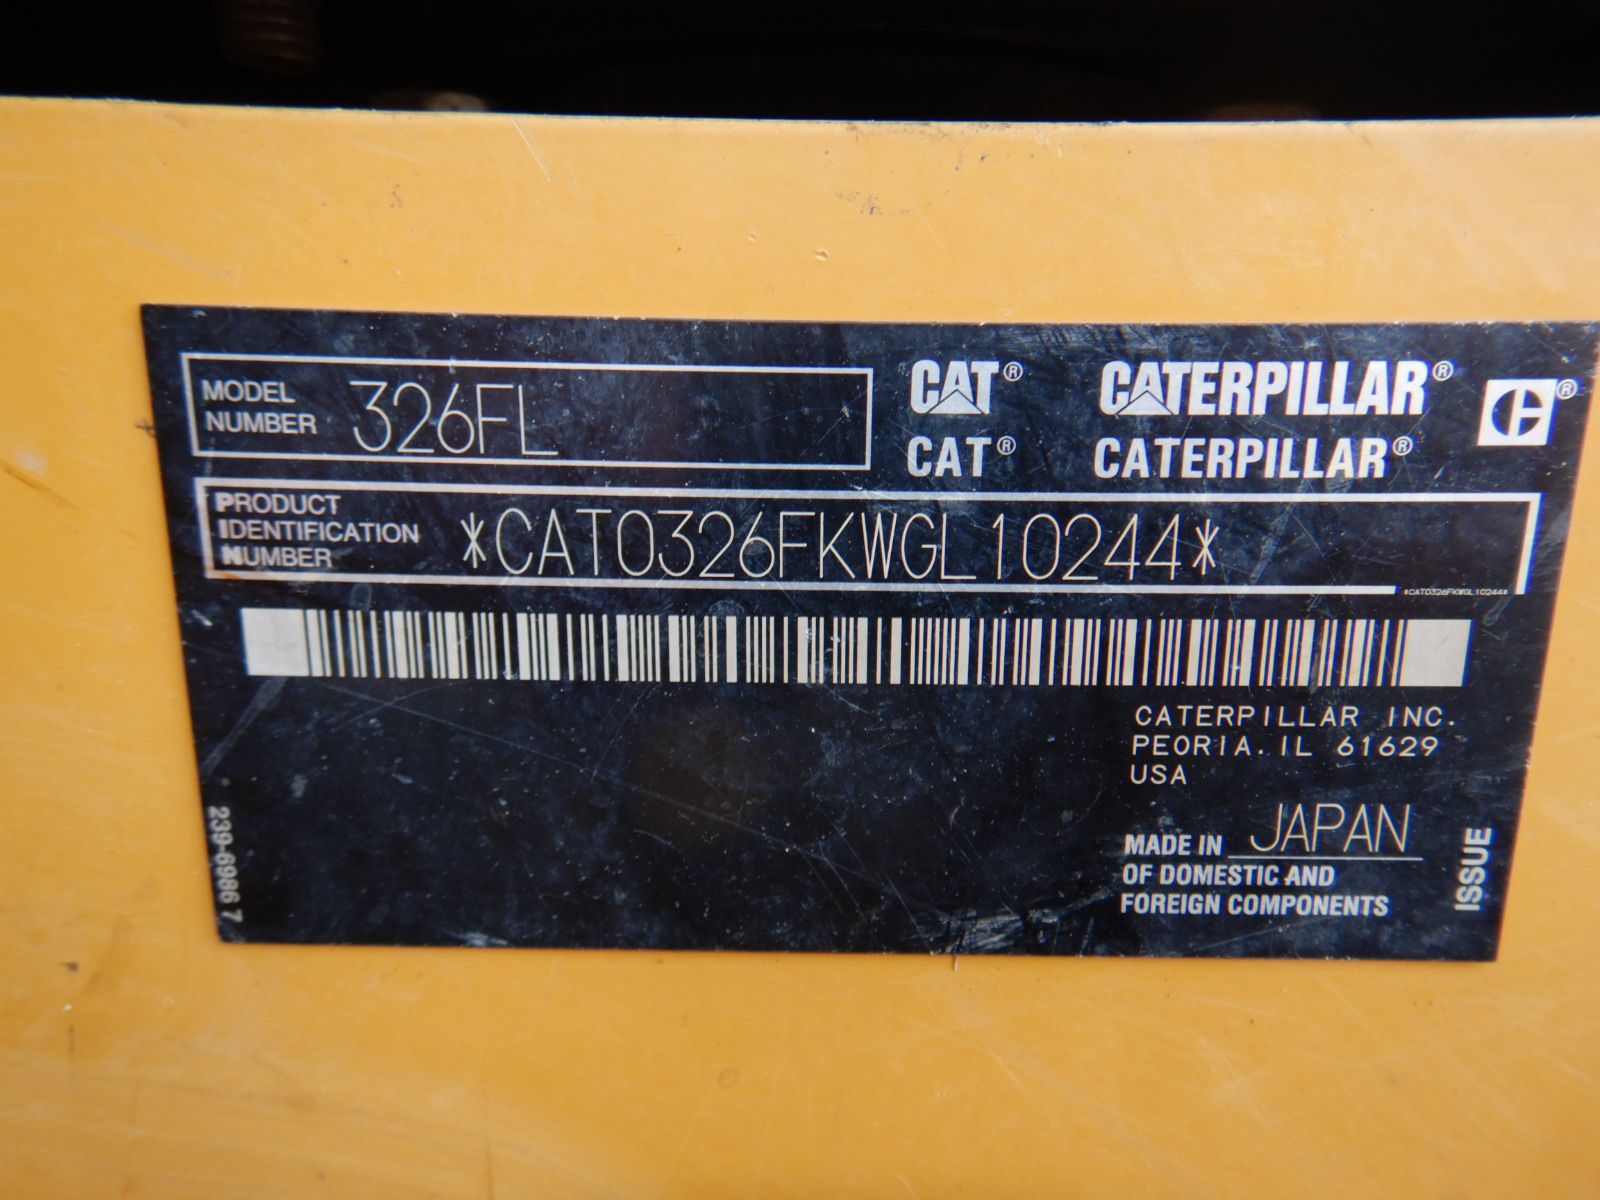 MODEL
NUMBER 326FL
CAT® CATERPILLAR® ®
CAT® CATERPILLAR®
PRODUCT
IDENTIFICATION
NUMBER *CAT0326FKWGL10244*
*CAT0326FKWGL10244*
CATERPILLAR INC.
PEORIA. IL 61629
USA
MADE IN JAPAN
OF DOMESTIC AND
FOREIGN COMPONENTS
ISSUE
239-6986 7